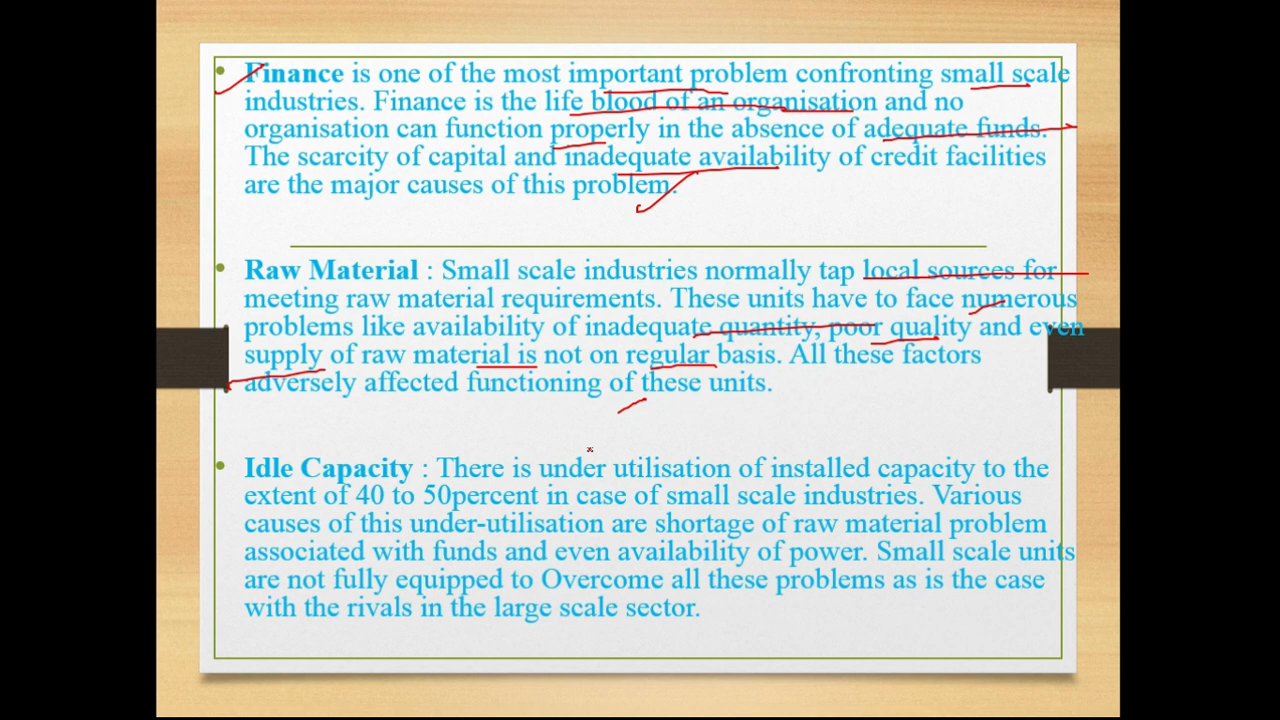 • Finance is one of the most important problem confronting small scale
industries. Finance is the life blood of an organisation and no
organisation can function properly in the absence of adequate funds.
The scarcity of capital and inadequate availability of credit facilities
are the major causes of this problem.
• Raw Material : Small scale industries normally tap local sources for
meeting raw material requirements. These units have to face numerous
problems like availability of inadequate quantity, poor quality and even
supply of raw material is not on regular basis. All these factors
adversely affected functioning of these units.
• Idle Capacity : There is under utilisation of installed capacity to the
extent of 40 to 50percent in case of small scale industries. Various
causes of this under-utilisation are shortage of raw material problem
associated with funds and even availability of power. Small scale units
are not fully equipped to Overcome all these problems as is the case
with the rivals in the large scale sector.